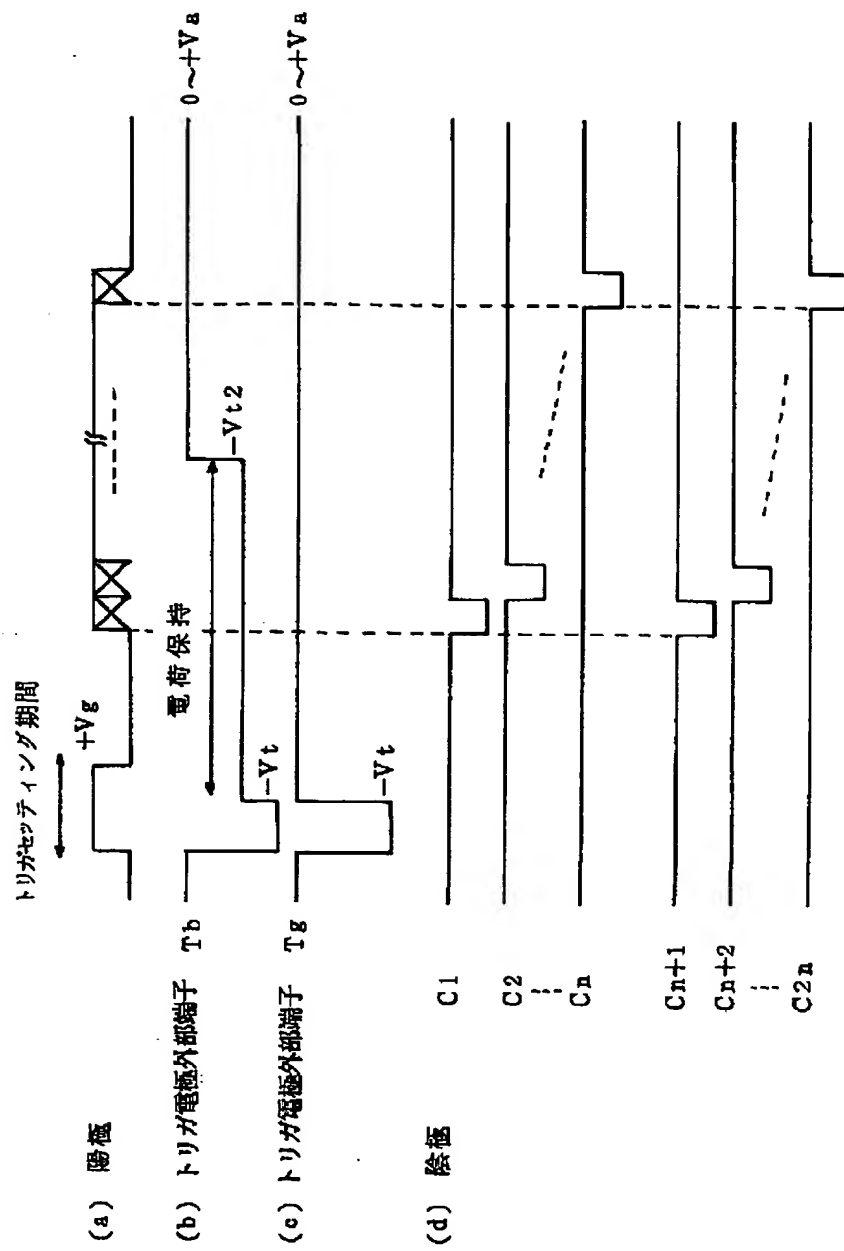 トリガセッティング期間
(a) 陽極
+Vg
(b) トリガ電極外部端子 Tb
0~+Va
電荷保持
-Vt2
-Vt
(c) トリガ電極外部端子 Tg
0~+Va
-Vt
(d) 陰極
C1
C2
Cn
Cn+1
Cn+2
C2n